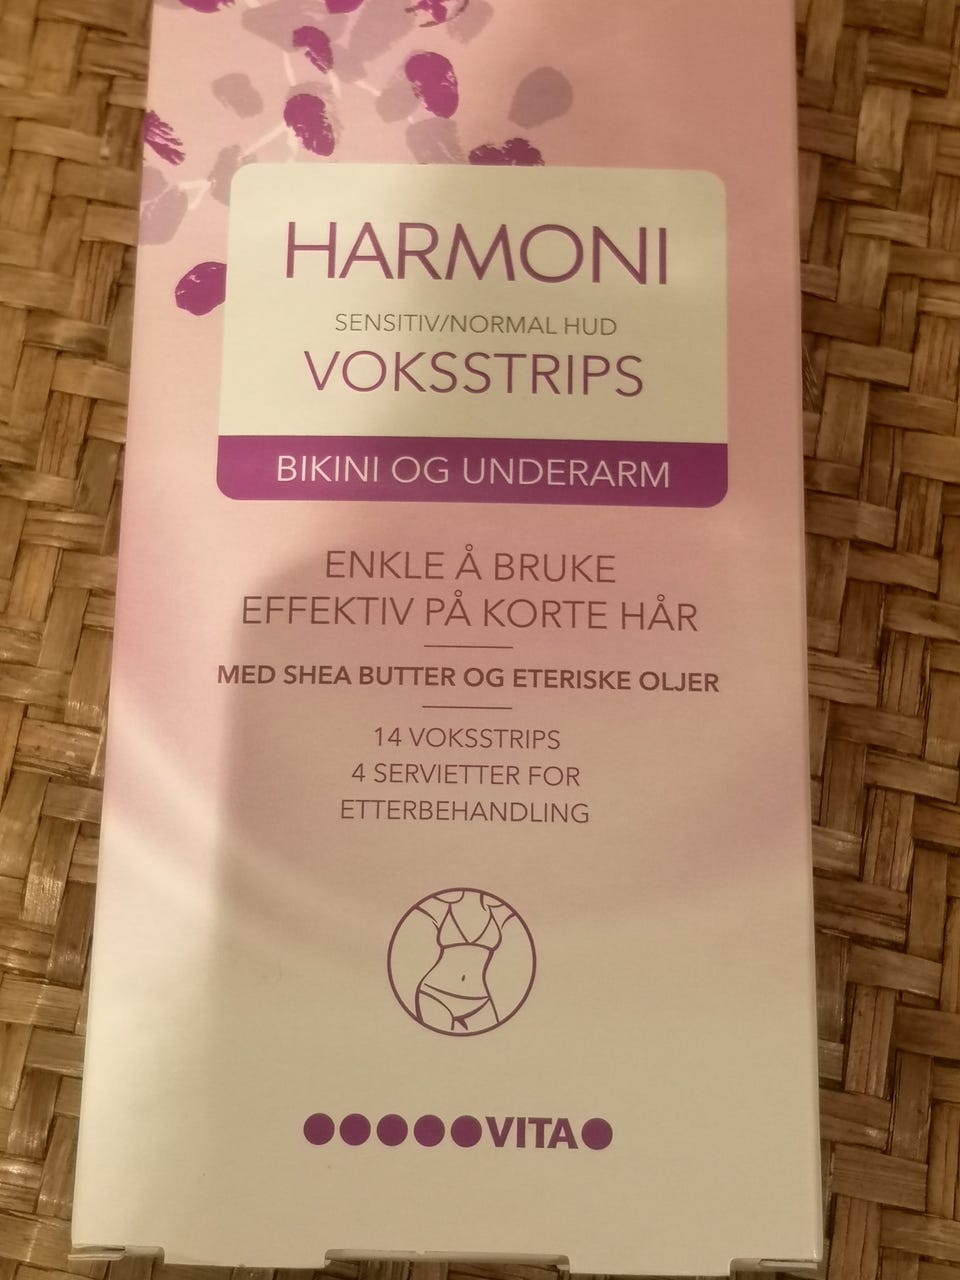 HARMONI
SENSITIV/NORMAL HUD
VOKSSTRIPS
BIKINI OG UNDERARM
ENKLE Å BRUKE
EFFEKTIV PÅ KORTE HÅR
MED SHEA BUTTER OG ETERISKE OLJER
14 VOKSSTRIPS
4 SERVIETTER FOR
ETTERBEHANDLING
VITA